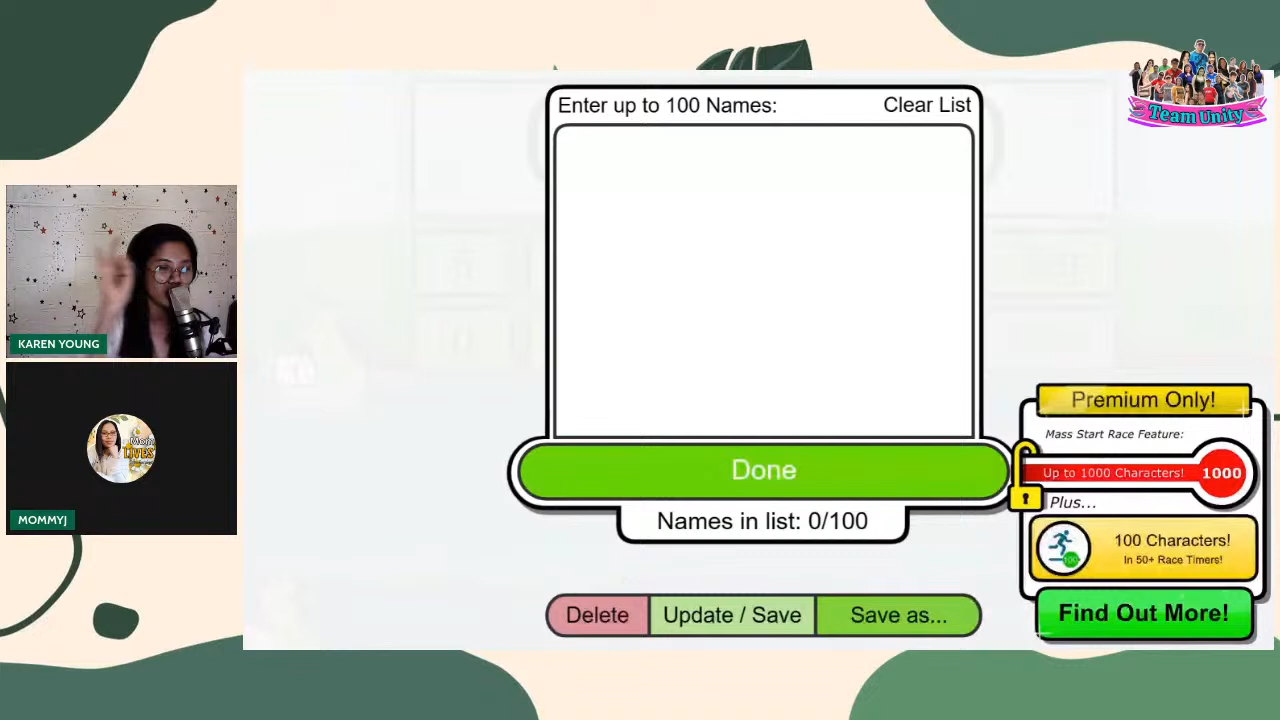 Team Unity
Enter up to 100 Names:
Clear List
Done
Names in list: 0/100
Delete
Update / Save
Save as...
Premium Only!
Mass Start Race Feature:
Up to 1000 Characters!
1000
Plus...
100
100 Characters!
In 50+ Race Timers!
Find Out More!
KAREN YOUNG
LIVES
MOMMYJ